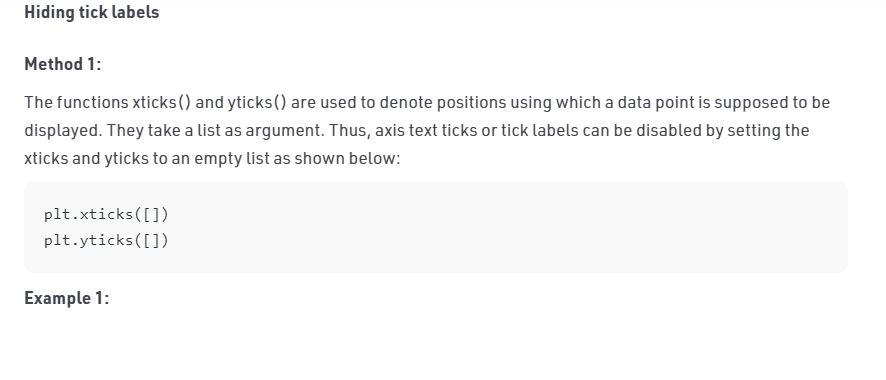 Hiding tick labels
Method 1:
The functions xticks() and yticks() are used to denote positions using which a data point is supposed to be
displayed. They take a list as argument. Thus, axis text ticks or tick labels can be disabled by setting the
xticks and yticks to an empty list as shown below:
plt.xticks([])
plt.yticks([])
Example 1: